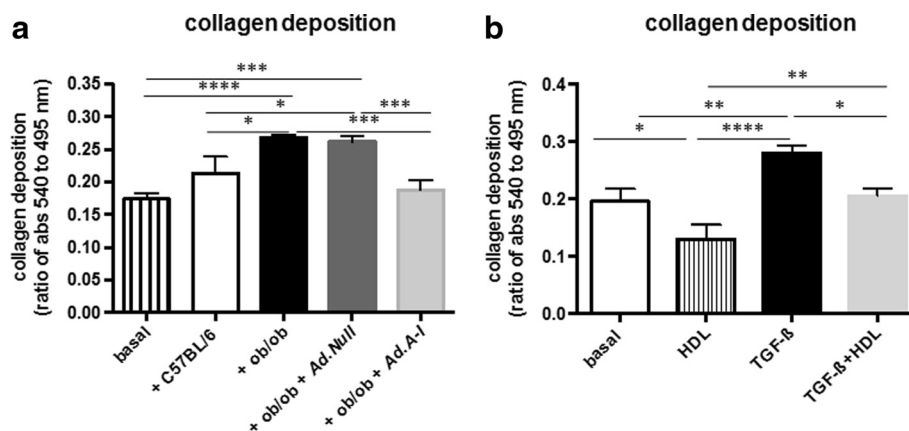 a
collagen deposition
collagen deposition
(ratio of abs 540 to 495 nm)
0.35
0.30
0.25
0.20
0.15
0.10
0.05
0.00
***
****
* ***
* ***
basal
+ C57BL/6
+ ob/ob
+ ob/ob + Ad.Null
+ ob/ob + Ad.A-I
b
collagen deposition
collagen deposition
(ratio of abs 540 to 495 nm)
0.4
0.3
0.2
0.1
0.0
**
** *
* ****
basal
HDL
TGF-ß
TGF-ß+HDL